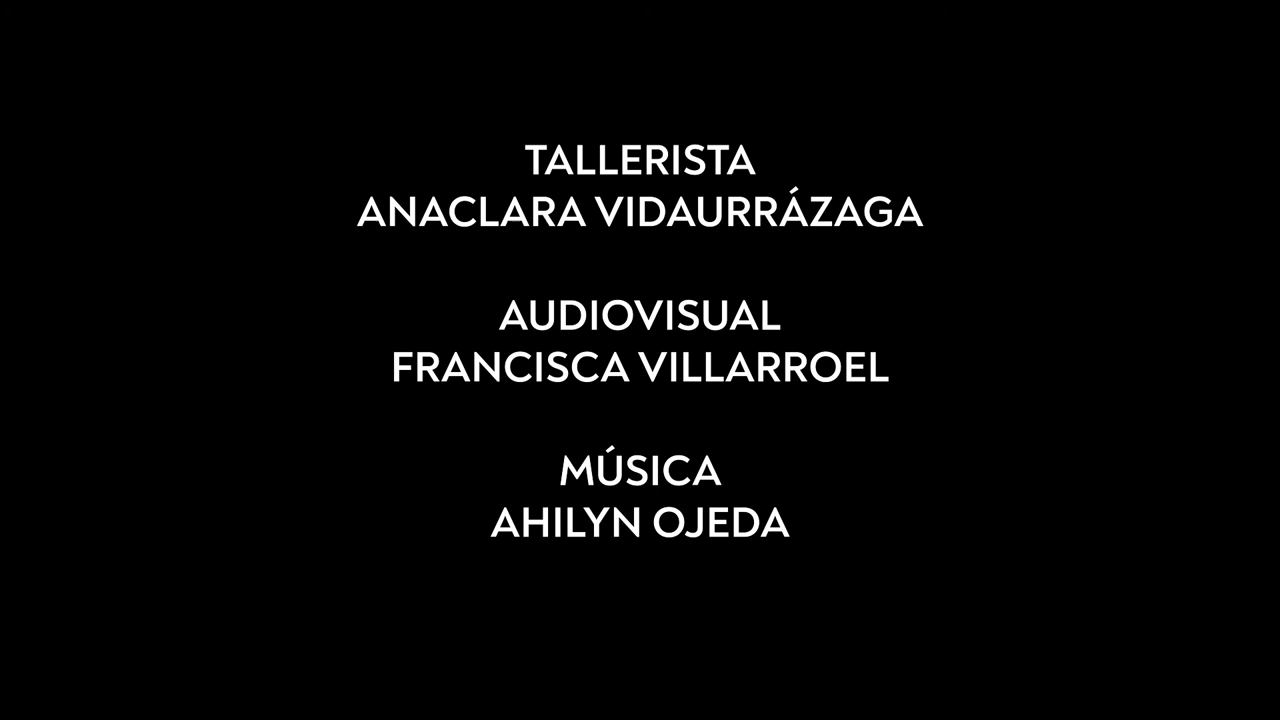 TALLERISTA
ANACLARA VIDAURRÁZAGA
AUDIOVISUAL
FRANCISCA VILLARROEL
MÚSICA
AHILYN OJEDA